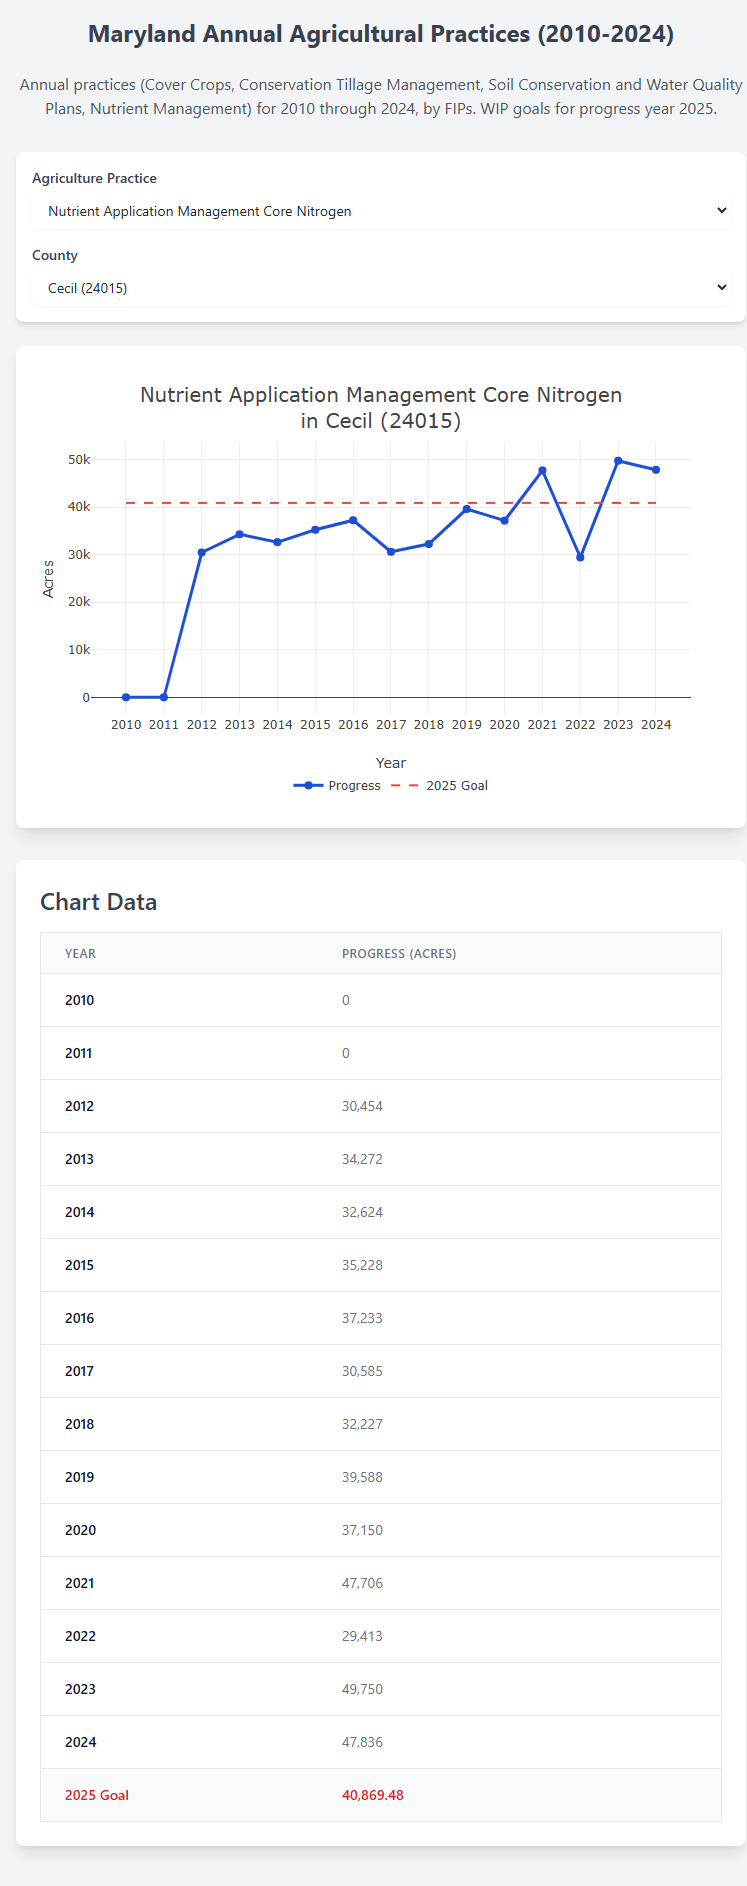 Maryland Annual Agricultural Practices (2010-2024)
Annual practices (Cover Crops, Conservation Tillage Management, Soil Conservation and Water Quality
Plans, Nutrient Management) for 2010 through 2024, by FIPs. WIP goals for progress year 2025.
Agriculture Practice
Nutrient Application Management Core Nitrogen
County
Cecil (24015)
Nutrient Application Management Core Nitrogen
in Cecil (24015)
50k
40k
30k
20k
10k
0
Acres
2010 2011 2012 2013 2014 2015 2016 2017 2018 2019 2020 2021 2022 2023 2024
Year
Progress 2025 Goal
Chart Data
YEAR PROGRESS (ACRES)
2010 0
2011 0
2012 30,454
2013 34,272
2014 32,624
2015 35,228
2016 37,233
2017 30,585
2018 32,227
2019 39,588
2020 37,150
2021 47,706
2022 29,413
2023 49,750
2024 47,836
2025 Goal 40,869.48